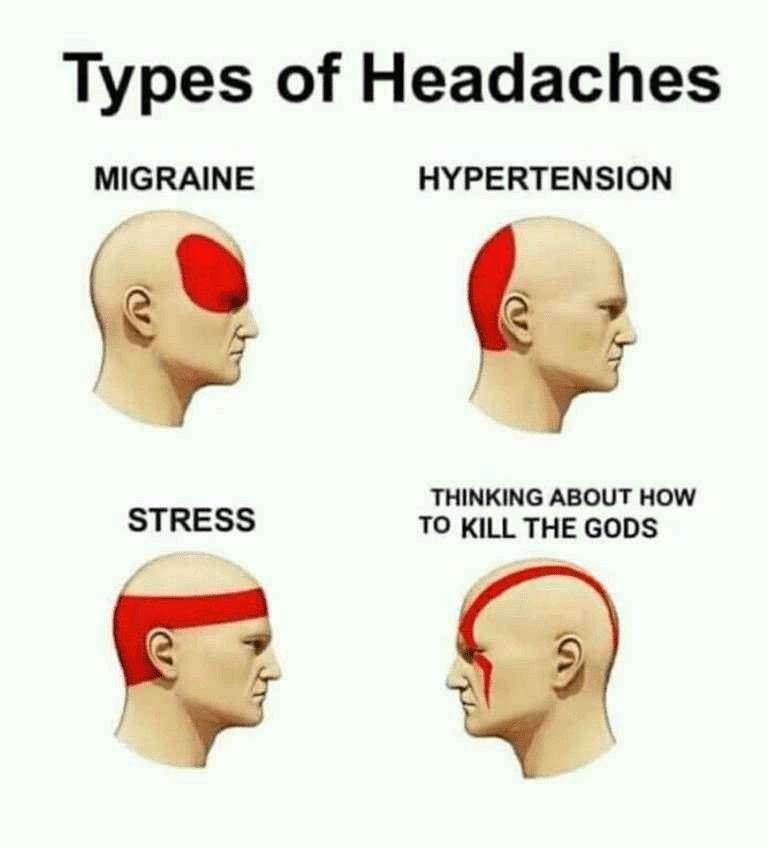 Types of Headaches
MIGRAINE
HYPERTENSION
STRESS
THINKING ABOUT HOW
TO KILL THE GODS